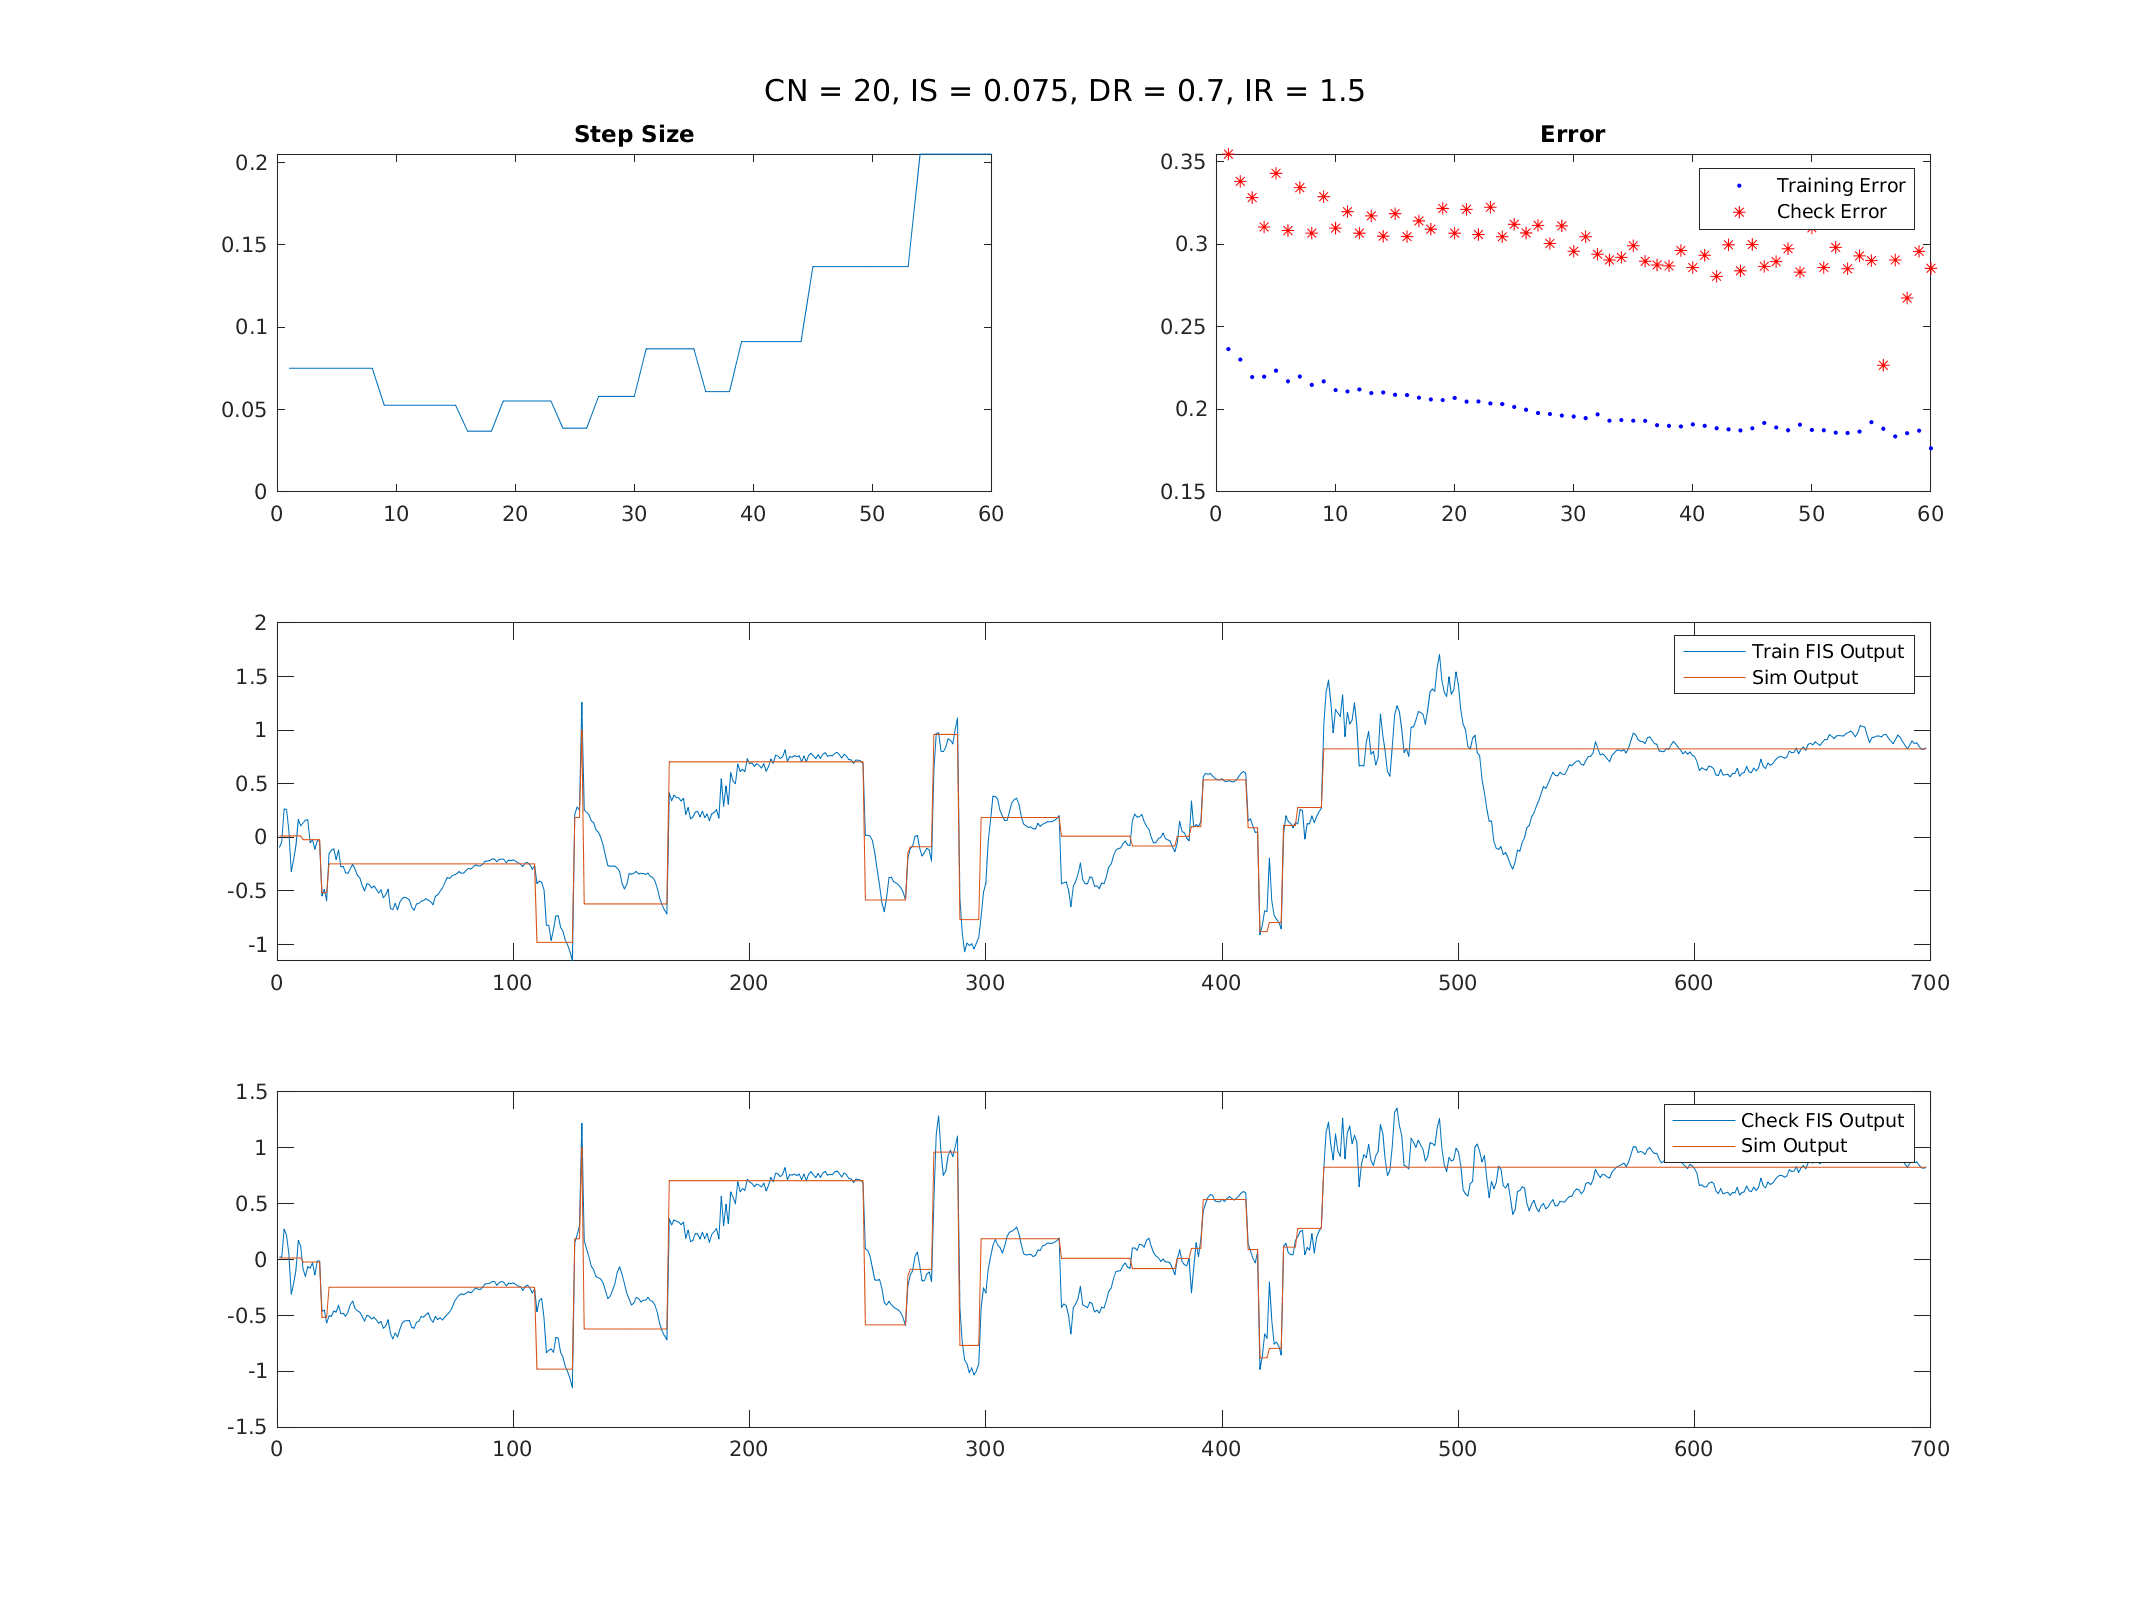 CN = 20, IS = 0.075, DR = 0.7, IR = 1.5
Step Size
0.2
0.15
0.1
0.05
0
0 10 20 30 40 50 60
Error
0.35
0.3
0.25
0.2
0.15
0 10 20 30 40 50 60
Training Error
Check Error
2
1.5
1
0.5
0
-0.5
-1
0 100 200 300 400 500 600 700
Train FIS Output
Sim Output
1.5
1
0.5
0
-0.5
-1
-1.5
0 100 200 300 400 500 600 700
Check FIS Output
Sim Output